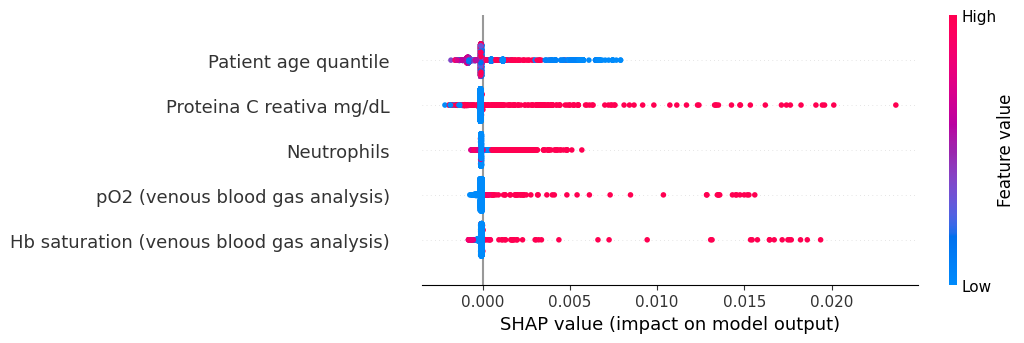 High
Patient age quantile
Proteina C reativa mg/dL
Neutrophils
pO2 (venous blood gas analysis)
Hb saturation (venous blood gas analysis)
Feature value
Low
0.000 0.005 0.010 0.015 0.020
SHAP value (impact on model output)